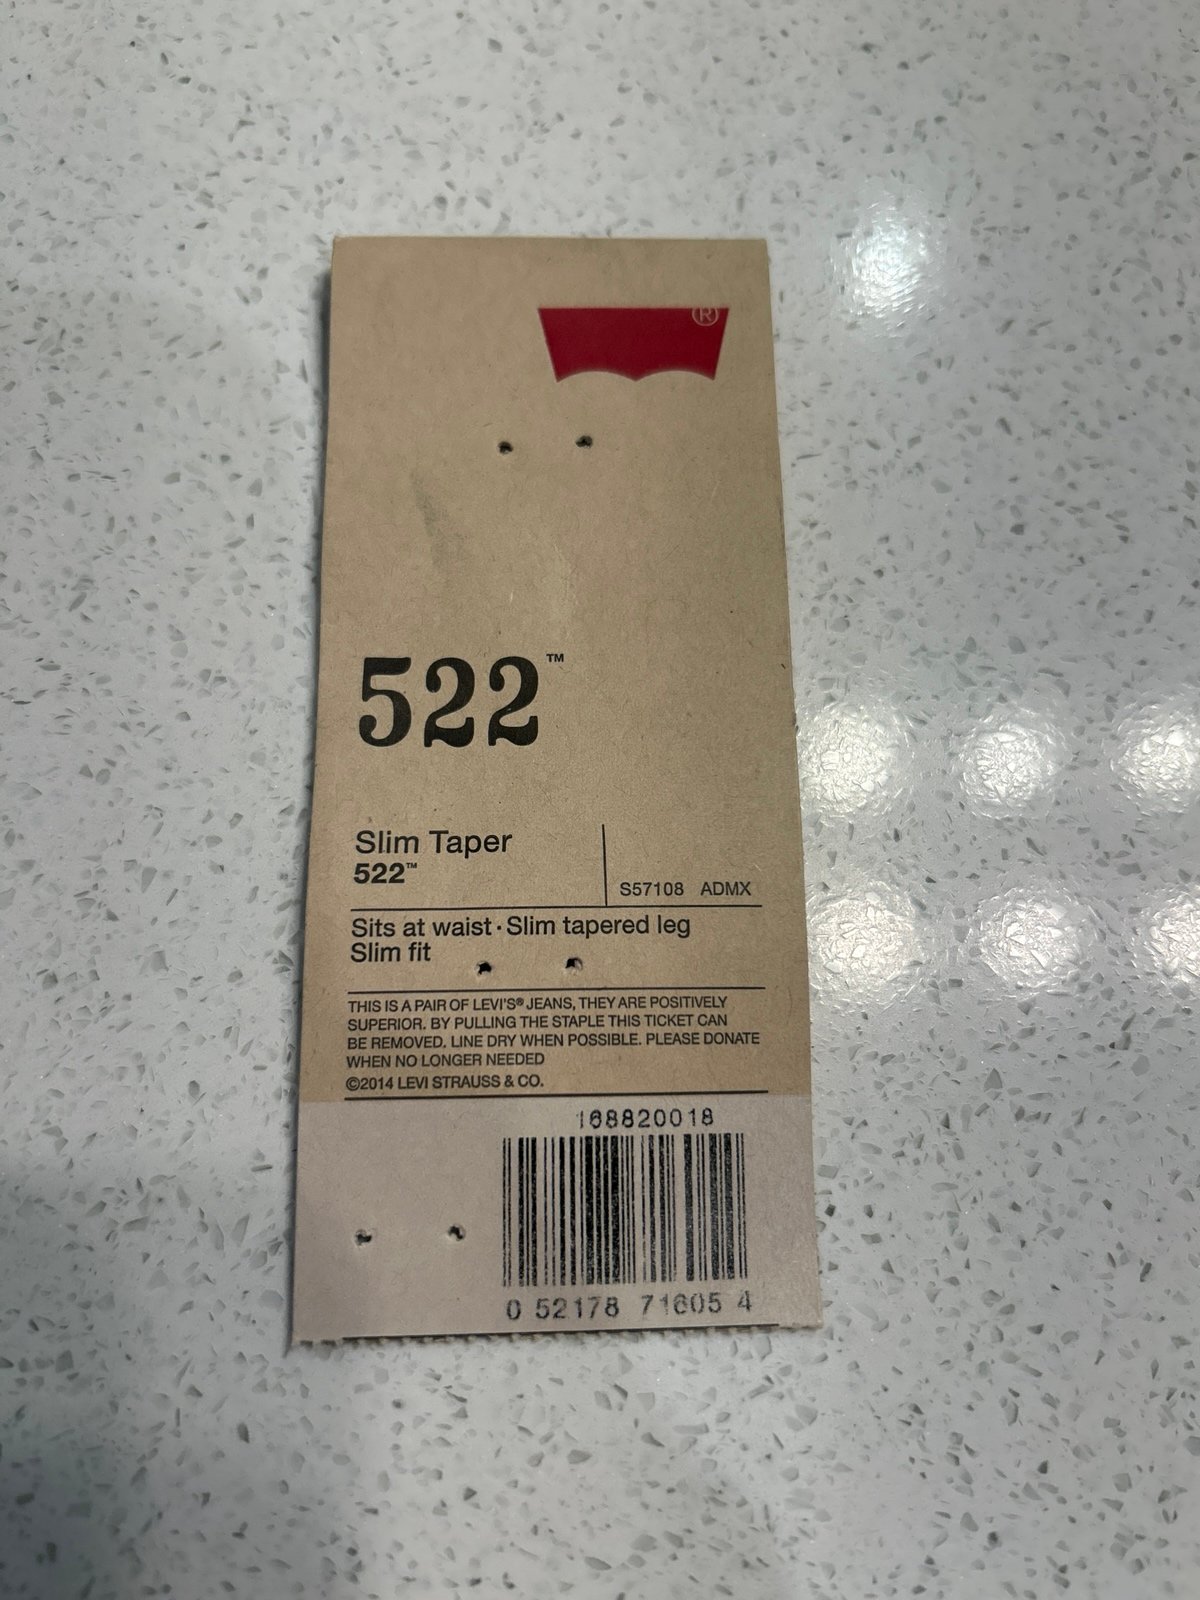 ®
522™
Slim Taper
522™
S57108 ADMX
Sits at waist · Slim tapered leg
Slim fit
THIS IS A PAIR OF LEVI'S® JEANS, THEY ARE POSITIVELY
SUPERIOR. BY PULLING THE STAPLE THIS TICKET CAN
BE REMOVED. LINE DRY WHEN POSSIBLE. PLEASE DONATE
WHEN NO LONGER NEEDED
©2014 LEVI STRAUSS & CO.
168820018
0 52178 71605 4